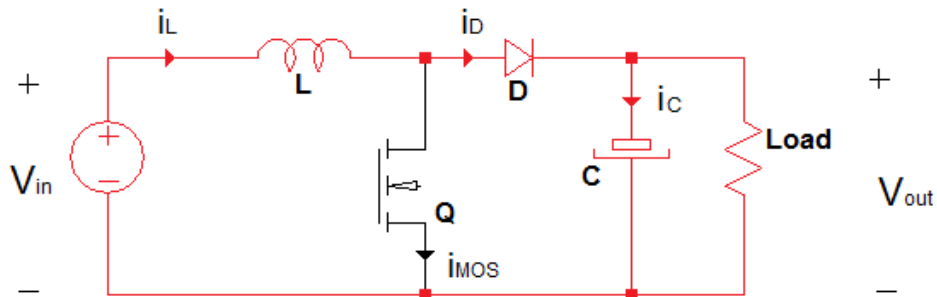 iL
iD
+
L
D
+
iC
+
Load
Vin
C
Vout
−
Q
iMOS
−
−